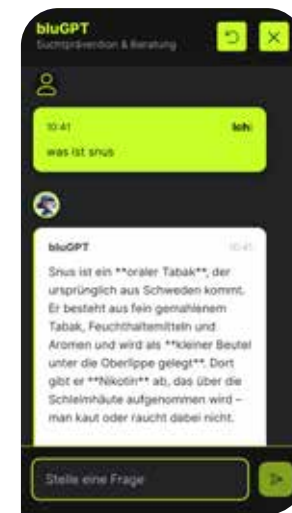 bluGPT
Suchtprävention & Beratung
10:41 Ich:
was ist snus
bluGPT 10:41
Snus ist ein **oraler Tabak**, der
ursprünglich aus Schweden kommt.
Er besteht aus fein gemahlenem
Tabak, Feuchthaltemitteln und
Aromen und wird als **kleiner Beutel
unter die Oberlippe gelegt**. Dort
gibt er **Nikotin** ab, das über die
Schleimhäute aufgenommen wird –
man kaut oder raucht dabei nicht.
Stelle eine Frage